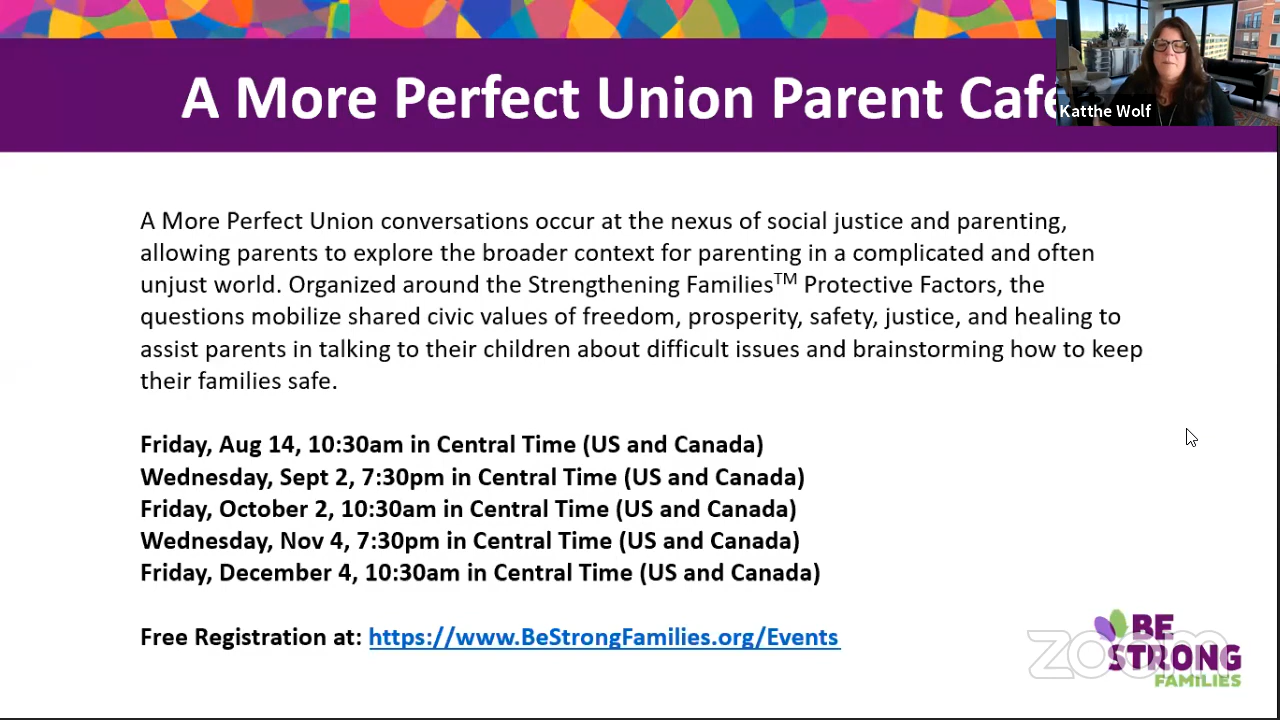 A More Perfect Union Parent Cafe
Katthe Wolf
A More Perfect Union conversations occur at the nexus of social justice and parenting,
allowing parents to explore the broader context for parenting in a complicated and often
unjust world. Organized around the Strengthening Families™ Protective Factors, the
questions mobilize shared civic values of freedom, prosperity, safety, justice, and healing to
assist parents in talking to their children about difficult issues and brainstorming how to keep
their families safe.
Friday, Aug 14, 10:30am in Central Time (US and Canada)
Wednesday, Sept 2, 7:30pm in Central Time (US and Canada)
Friday, October 2, 10:30am in Central Time (US and Canada)
Wednesday, Nov 4, 7:30pm in Central Time (US and Canada)
Friday, December 4, 10:30am in Central Time (US and Canada)
Free Registration at: https://www.BeStrongFamilies.org/Events
zoom
BE
STRONG
FAMILIES